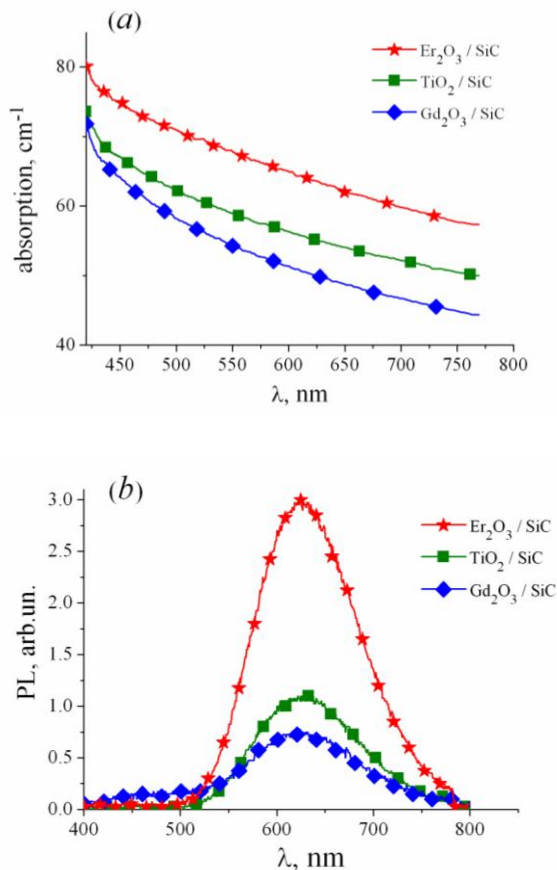 (a)
Er₂O₃ / SiC
TiO₂ / SiC
Gd₂O₃ / SiC
absorption, cm⁻¹
80
60
40
450 500 550 600 650 700 750 800
λ, nm
(b)
Er₂O₃ / SiC
TiO₂ / SiC
Gd₂O₃ / SiC
PL, arb.un.
3.0
2.5
2.0
1.5
1.0
0.5
0.0
400 500 600 700 800
λ, nm